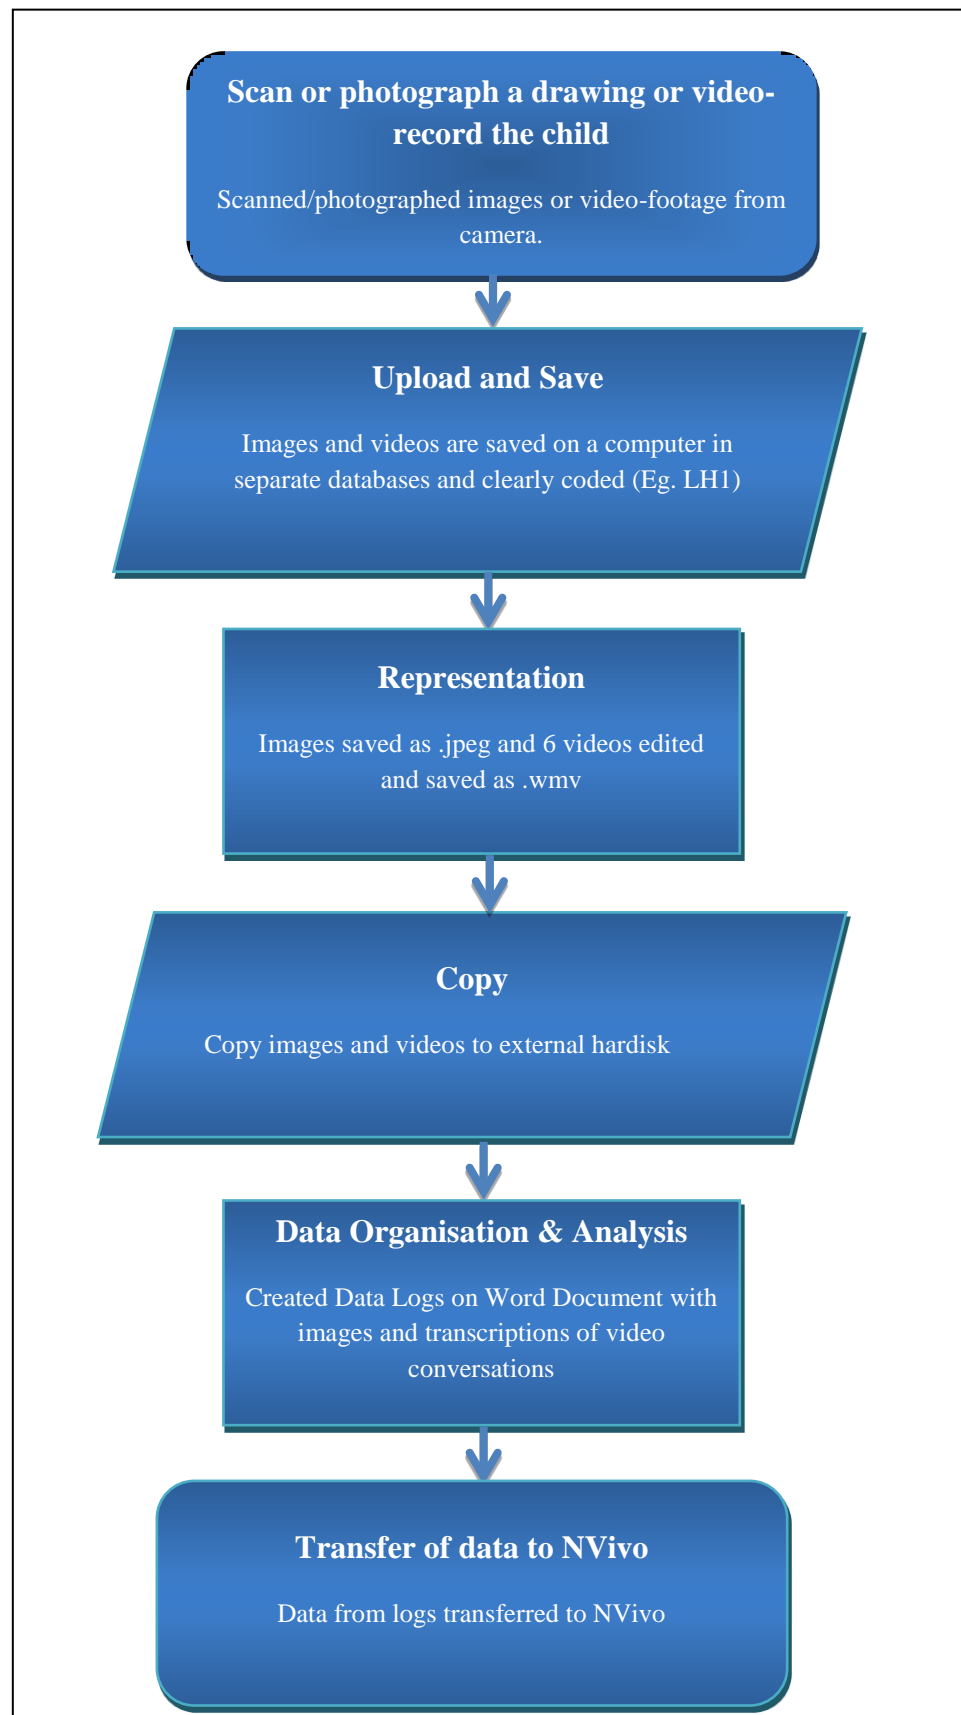 Scan or photograph a drawing or video-
record the child
Scanned/photographed images or video-footage from
camera.
Upload and Save
Images and videos are saved on a computer in
separate databases and clearly coded (Eg. LH1)
Representation
Images saved as .jpeg and 6 videos edited
and saved as .wmv
Copy
Copy images and videos to external hardisk
Data Organisation & Analysis
Created Data Logs on Word Document with
images and transcriptions of video
conversations
Transfer of data to NVivo
Data from logs transferred to NVivo